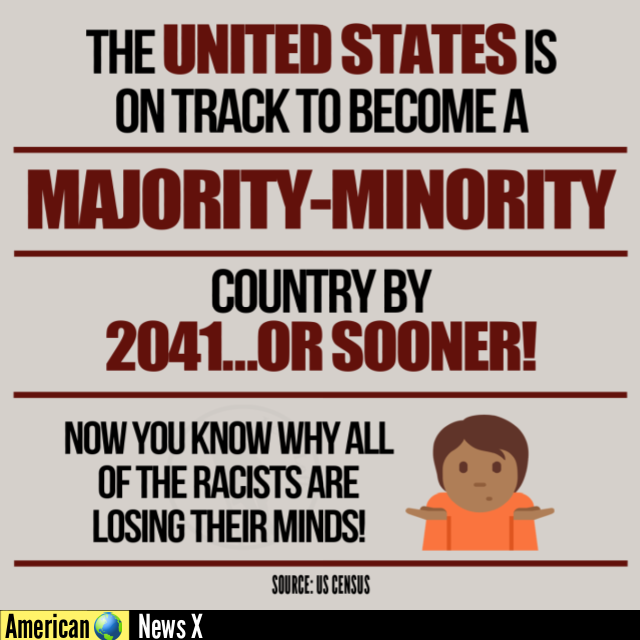 THE UNITED STATES IS
ON TRACK TO BECOME A
MAJORITY-MINORITY
COUNTRY BY
2041...OR SOONER!
NOW YOU KNOW WHY ALL
OF THE RACISTS ARE
LOSING THEIR MINDS!
SOURCE: US CENSUS
American News X